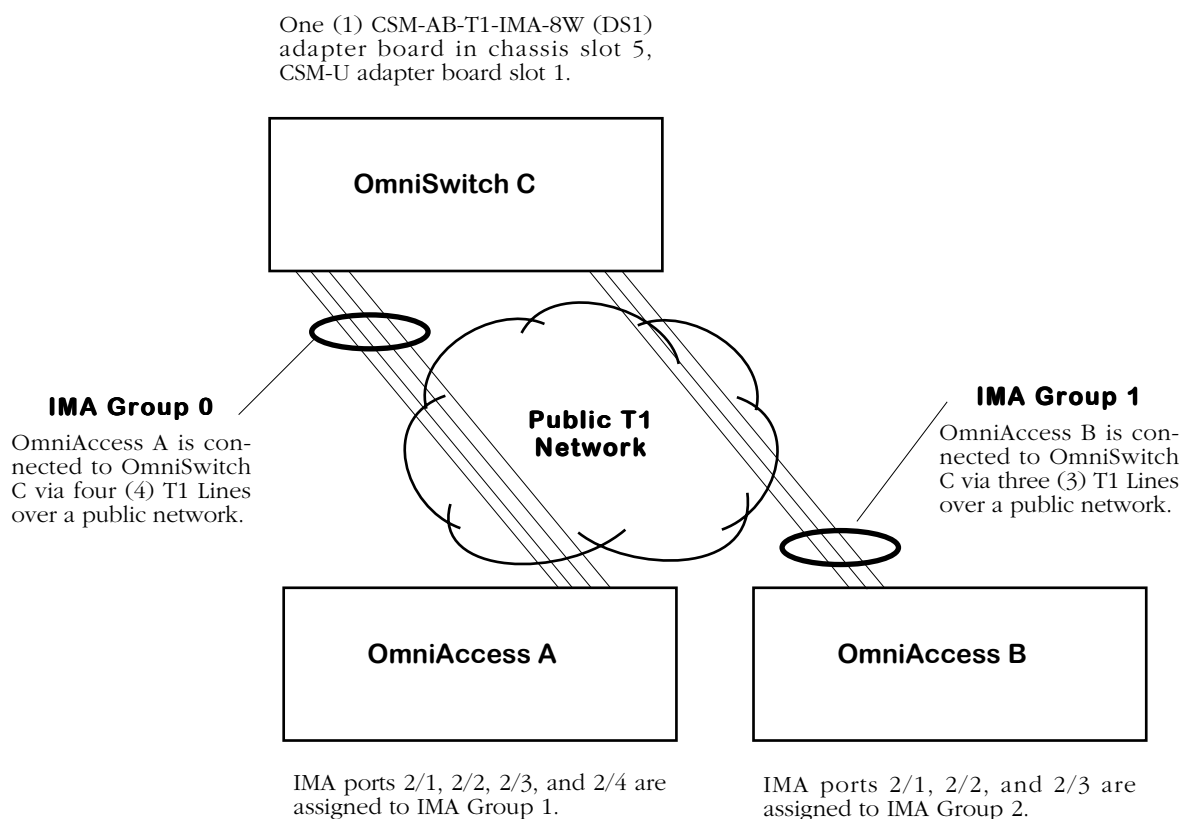 One (1) CSM-AB-T1-IMA-8W (DS1)
adapter board in chassis slot 5,
CSM-U adapter board slot 1.
OmniSwitch C
IMA Group 0
OmniAccess A is con-
nected to OmniSwitch
C via four (4) T1 Lines
over a public network.
Public T1
Network
IMA Group 1
OmniAccess B is con-
nected to OmniSwitch
C via three (3) T1 Lines
over a public network.
OmniAccess A
OmniAccess B
IMA ports 2/1, 2/2, 2/3, and 2/4 are
assigned to IMA Group 1.
IMA ports 2/1, 2/2, and 2/3 are
assigned to IMA Group 2.